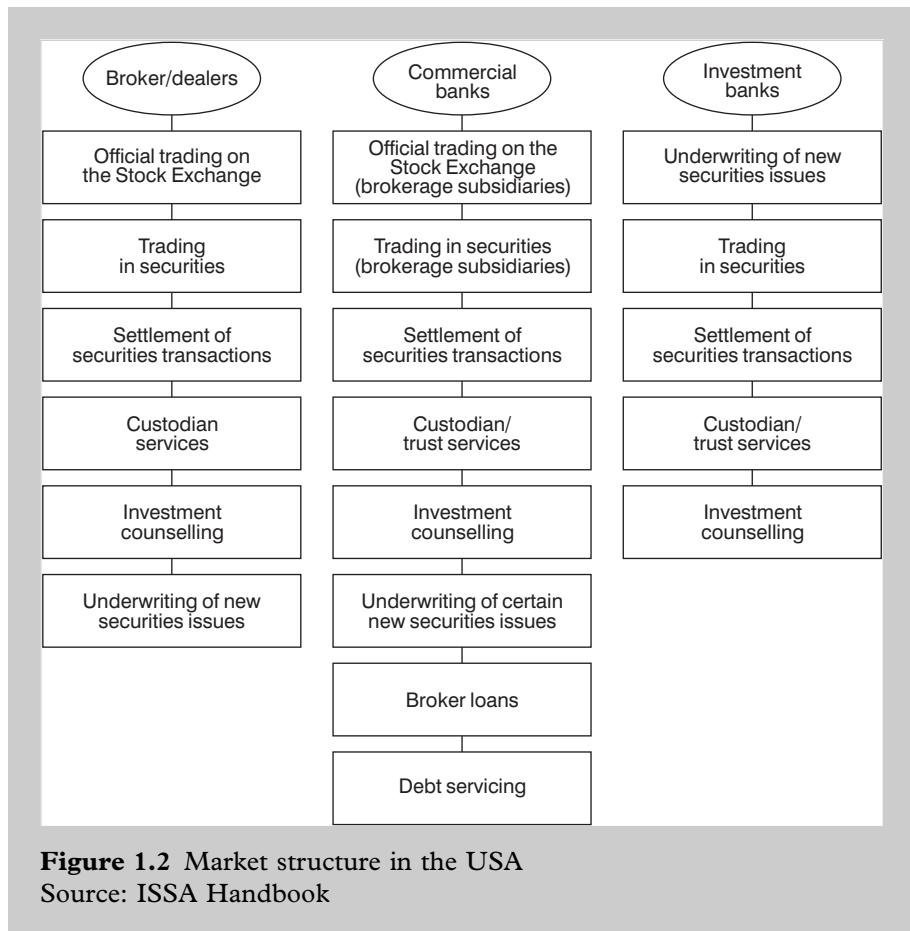 Broker/dealers
Official trading on
the Stock Exchange
Trading
in securities
Settlement of
securities transactions
Custodian
services
Investment
counselling
Underwriting of new
securities issues
Commercial
banks
Official trading on the
Stock Exchange
(brokerage subsidiaries)
Trading in securities
(brokerage subsidiaries)
Settlement of
securities transactions
Custodian/
trust services
Investment
counselling
Underwriting of certain
new securities issues
Broker loans
Debt servicing
Investment
banks
Underwriting of new
securities issues
Trading
in securities
Settlement of
securities transactions
Custodian/
trust services
Investment
counselling
Figure 1.2 Market structure in the USA
Source: ISSA Handbook